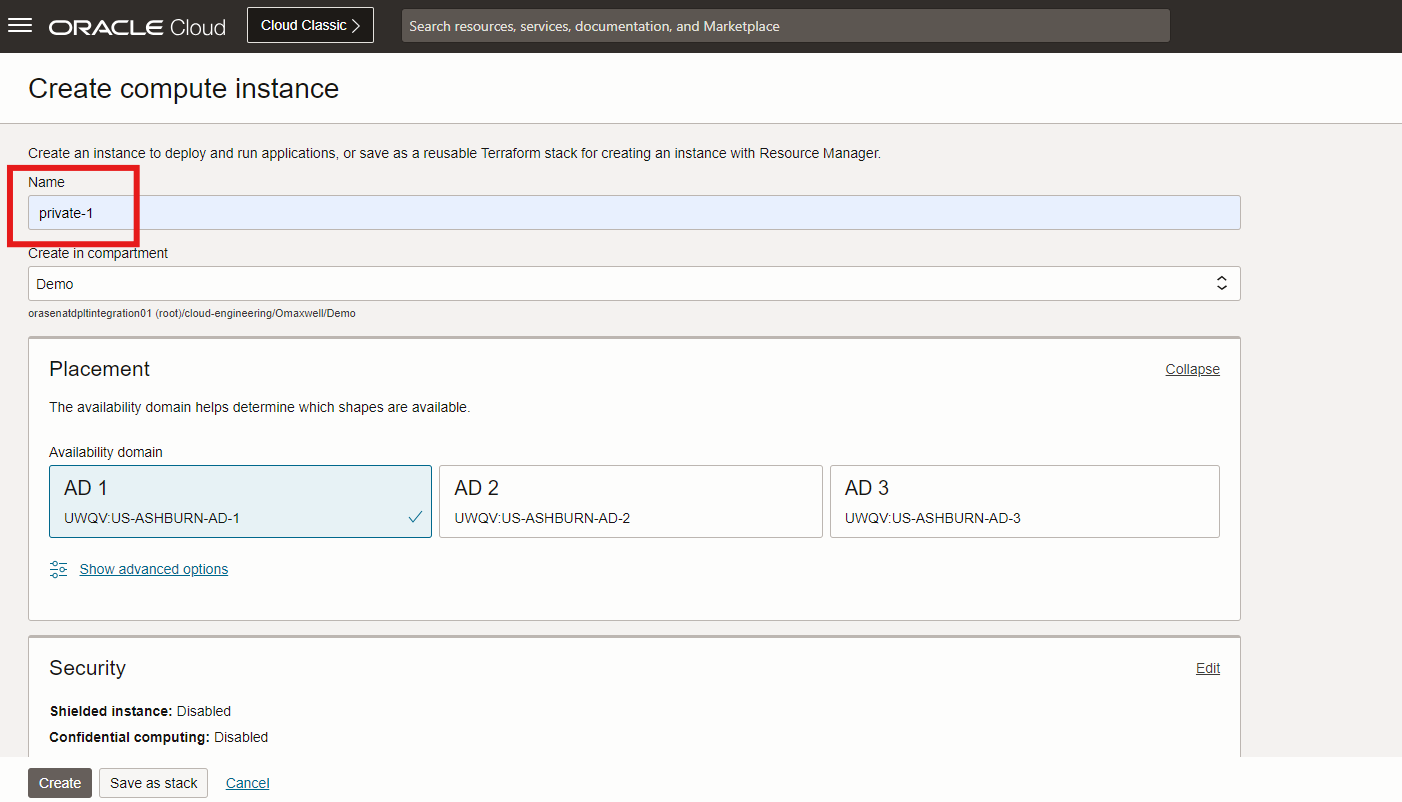 ORACLE Cloud
Cloud Classic
Search resources, services, documentation, and Marketplace
Create compute instance
Create an instance to deploy and run applications, or save as a reusable Terraform stack for creating an instance with Resource Manager.
Name
private-1
Create in compartment
Demo
orasenatdpltintegration01 (root)/cloud-engineering/Omaxwell/Demo
Placement
Collapse
The availability domain helps determine which shapes are available.
Availability domain
AD 1
UWQV:US-ASHBURN-AD-1
AD 2
UWQV:US-ASHBURN-AD-2
AD 3
UWQV:US-ASHBURN-AD-3
Show advanced options
Security
Edit
Shielded instance: Disabled
Confidential computing: Disabled
Create
Save as stack
Cancel